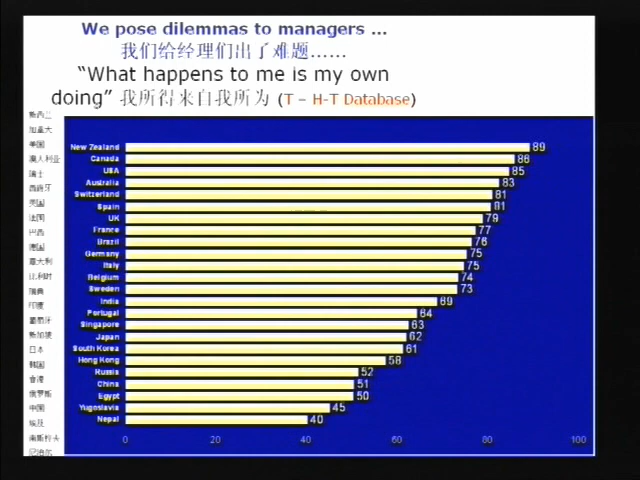 We pose dilemmas to managers ...
我们给经理们出了难题……
“What happens to me is my own
doing” 我所得来自我所为 (T – H-T Database)
新西兰
加拿大
美国
澳大利亚
瑞士
西班牙
英国
法国
巴西
德国
意大利
比利时
瑞典
印度
葡萄牙
新加坡
日本
韩国
香港
俄罗斯
中国
埃及
南斯拉夫
尼泊尔
New Zealand 89
Canada 86
USA 85
Australia 83
Switzerland 81
Spain 81
UK 79
France 77
Brazil 76
Germany 75
Italy 75
Belgium 74
Sweden 73
India 69
Portugal 64
Singapore 63
Japan 62
South Korea 61
Hong Kong 58
Russia 52
China 51
Egypt 50
Yugoslavia 45
Nepal 40
0 20 40 60 80 100